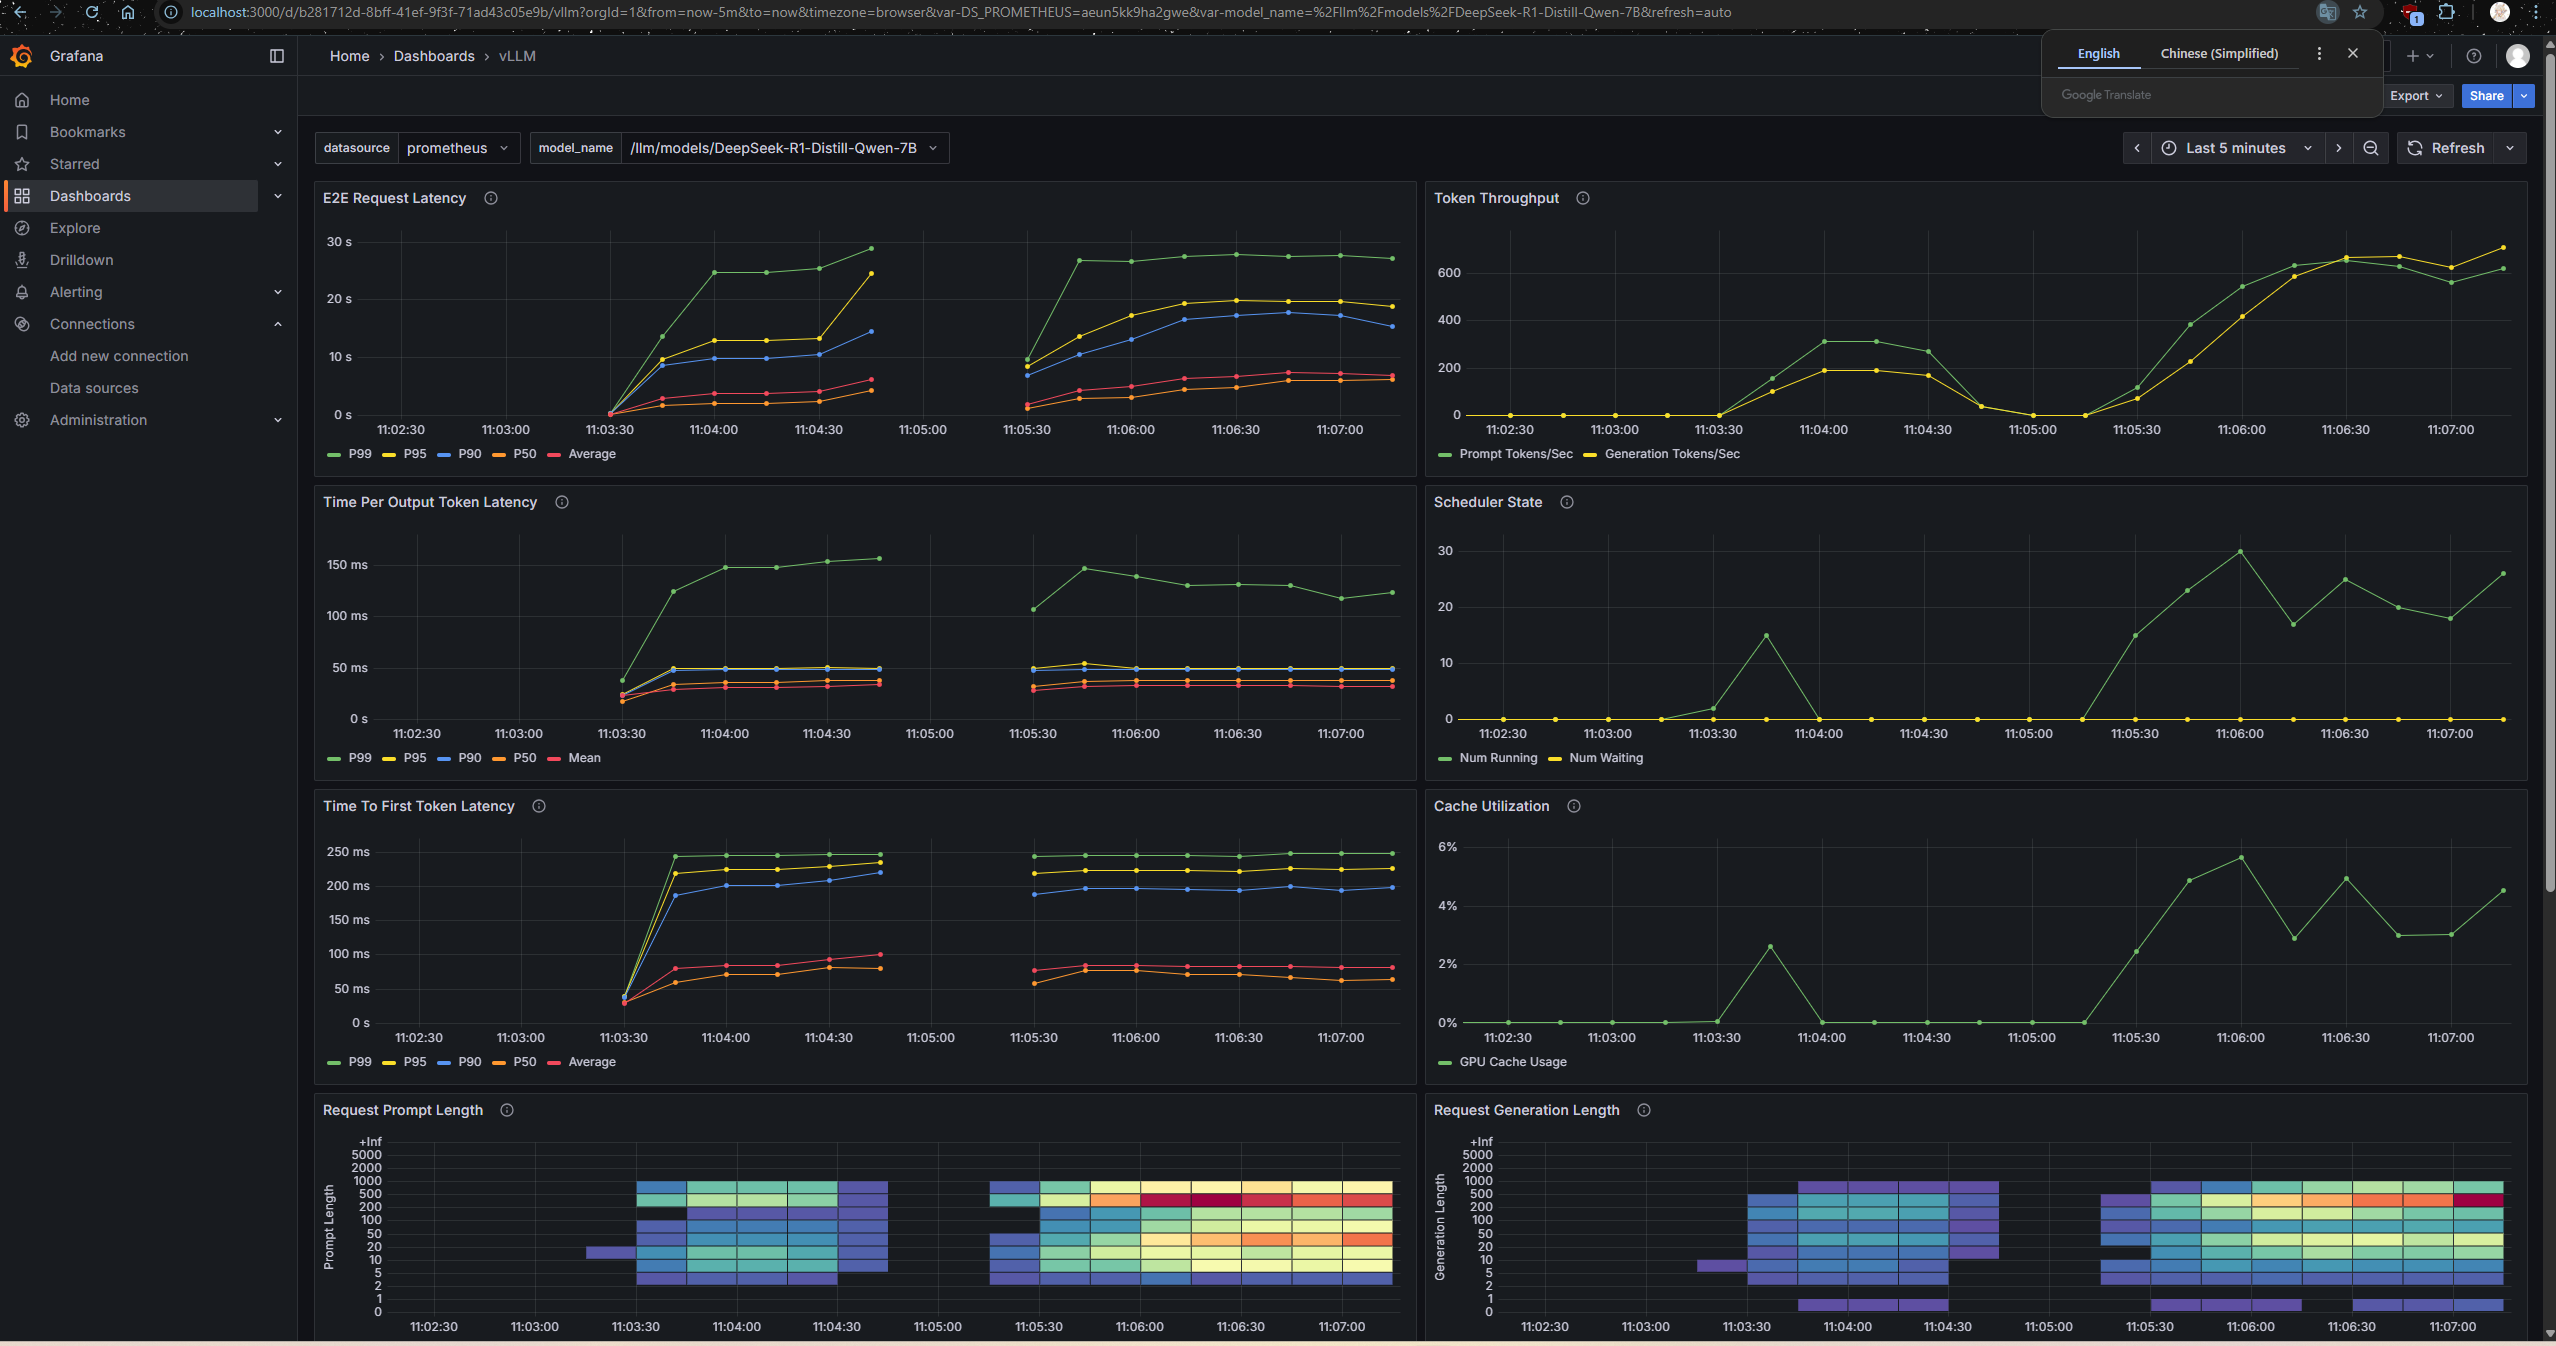 localhost:3000/d/b281712d-8bff-41ef-9f3f-71ad43c05e9b/vllm?orgId=1&from=now-5m&to=now&timezone=browser&var-DS_PROMETHEUS=aeun5kk9ha2gwe&var-model_name=%2Fllm%2Fmodels%2FDeepSeek-R1-Distill-Qwen-7B&refresh=auto
1
Grafana
Home › Dashboards › vLLM
English Chinese (Simplified)
Google Translate
Export
Share
Home
Bookmarks
Starred
Dashboards
Explore
Drilldown
Alerting
Connections
Add new connection
Data sources
Administration
datasource prometheus model_name /llm/models/DeepSeek-R1-Distill-Qwen-7B
Last 5 minutes Refresh
E2E Request Latency
30 s
20 s
10 s
0 s
11:02:30 11:03:00 11:03:30 11:04:00 11:04:30 11:05:00 11:05:30 11:06:00 11:06:30 11:07:00
P99 P95 P90 P50 Average
Token Throughput
600
400
200
0
11:02:30 11:03:00 11:03:30 11:04:00 11:04:30 11:05:00 11:05:30 11:06:00 11:06:30 11:07:00
Prompt Tokens/Sec Generation Tokens/Sec
Time Per Output Token Latency
150 ms
100 ms
50 ms
0 s
11:02:30 11:03:00 11:03:30 11:04:00 11:04:30 11:05:00 11:05:30 11:06:00 11:06:30 11:07:00
P99 P95 P90 P50 Mean
Scheduler State
30
20
10
0
11:02:30 11:03:00 11:03:30 11:04:00 11:04:30 11:05:00 11:05:30 11:06:00 11:06:30 11:07:00
Num Running Num Waiting
Time To First Token Latency
250 ms
200 ms
150 ms
100 ms
50 ms
0 s
11:02:30 11:03:00 11:03:30 11:04:00 11:04:30 11:05:00 11:05:30 11:06:00 11:06:30 11:07:00
P99 P95 P90 P50 Average
Cache Utilization
6%
4%
2%
0%
11:02:30 11:03:00 11:03:30 11:04:00 11:04:30 11:05:00 11:05:30 11:06:00 11:06:30 11:07:00
GPU Cache Usage
Request Prompt Length
Prompt Length
+Inf
5000
2000
1000
500
200
100
50
20
10
5
2
1
0
11:02:30 11:03:00 11:03:30 11:04:00 11:04:30 11:05:00 11:05:30 11:06:00 11:06:30 11:07:00
Request Generation Length
Generation Length
+Inf
5000
2000
1000
500
200
100
50
20
10
5
2
1
0
11:02:30 11:03:00 11:03:30 11:04:00 11:04:30 11:05:00 11:05:30 11:06:00 11:06:30 11:07:00